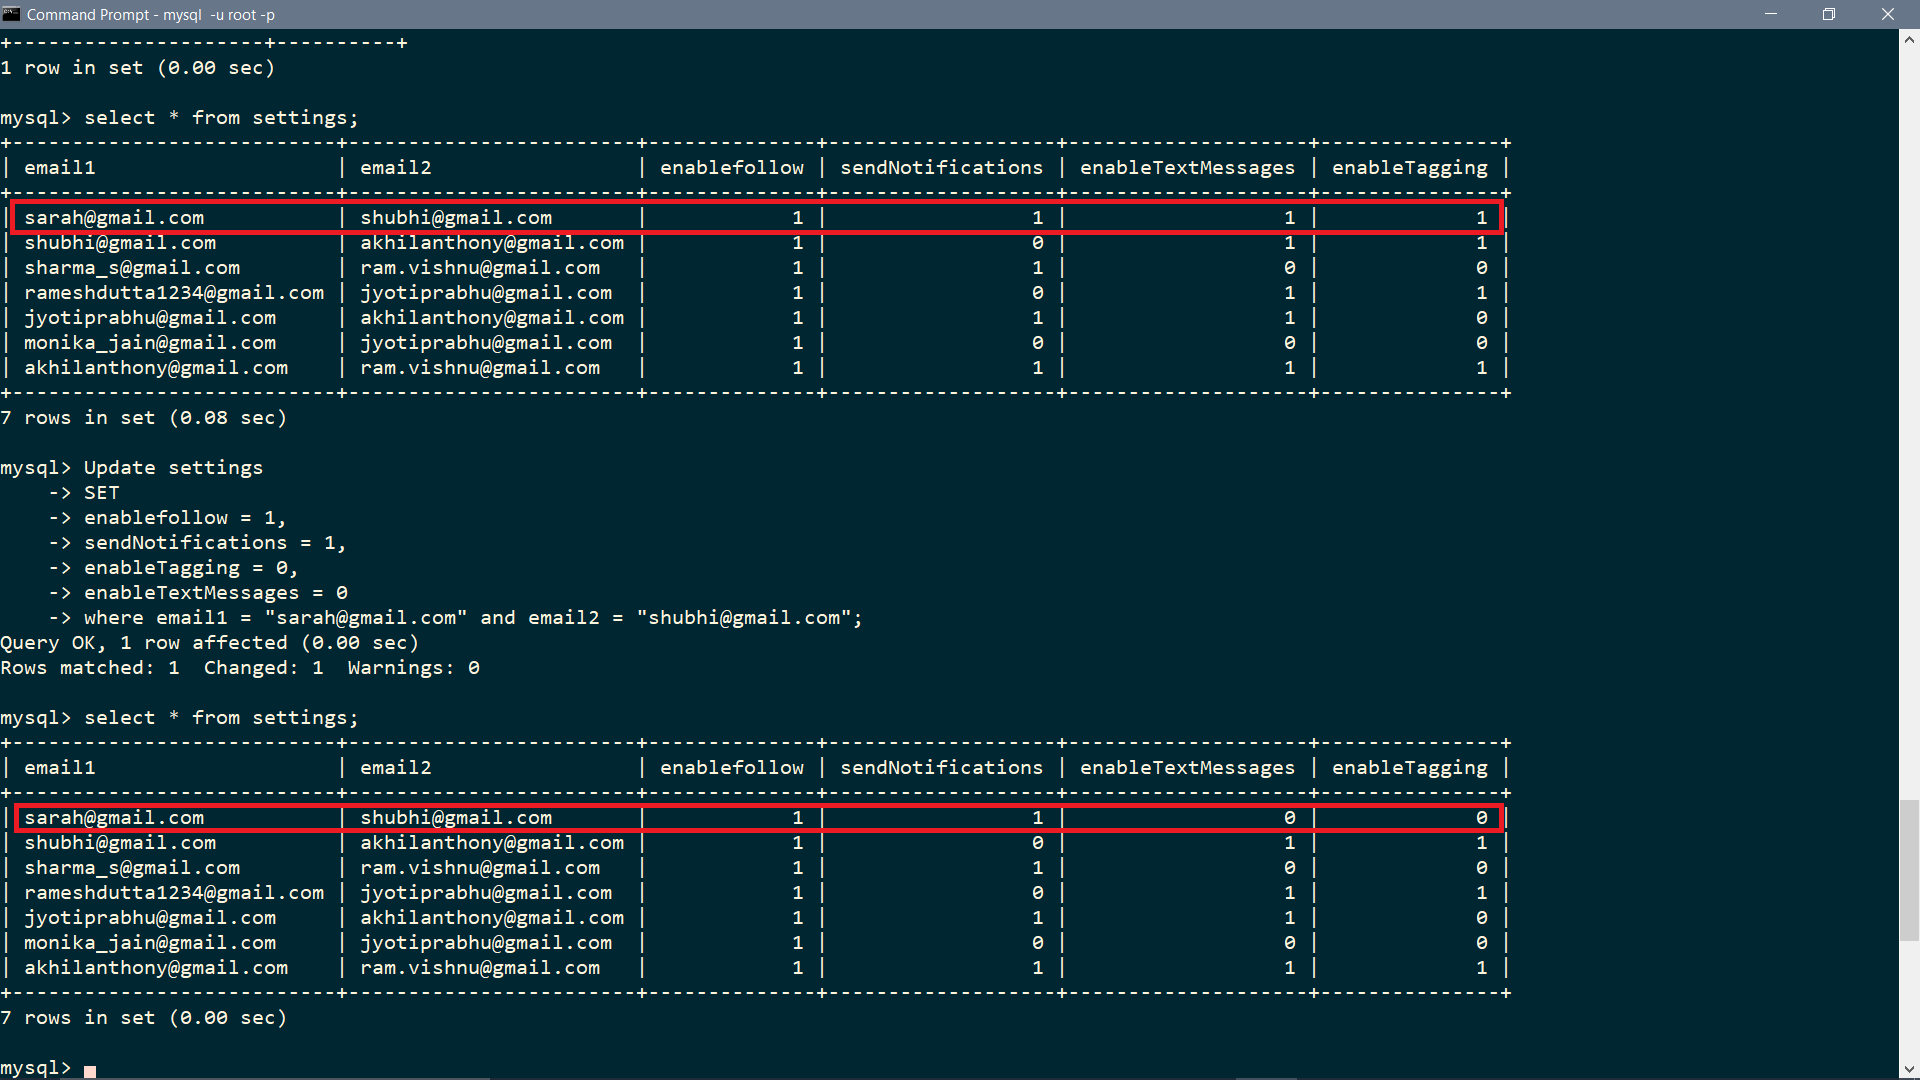 Command Prompt - mysql  -u root -p
+---------------------+----------+
1 row in set (0.00 sec)
mysql> select * from settings;
+---------------------------+------------------------+--------------+-------------------+--------------------+---------------+
| email1                    | email2                 | enablefollow | sendNotifications | enableTextMessages | enableTagging |
+---------------------------+------------------------+--------------+-------------------+--------------------+---------------+
| sarah@gmail.com           | shubhi@gmail.com       |            1 |                 1 |                  1 |             1 |
| shubhi@gmail.com          | akhilanthony@gmail.com |            1 |                 0 |                  1 |             1 |
| sharma_s@gmail.com        | ram.vishnu@gmail.com   |            1 |                 1 |                  0 |             0 |
| rameshdutta1234@gmail.com | jyotiprabhu@gmail.com  |            1 |                 0 |                  1 |             1 |
| jyotiprabhu@gmail.com     | akhilanthony@gmail.com |            1 |                 1 |                  1 |             0 |
| monika_jain@gmail.com     | jyotiprabhu@gmail.com  |            1 |                 0 |                  0 |             0 |
| akhilanthony@gmail.com    | ram.vishnu@gmail.com   |            1 |                 1 |                  1 |             1 |
+---------------------------+------------------------+--------------+-------------------+--------------------+---------------+
7 rows in set (0.08 sec)
mysql> Update settings
    -> SET
    -> enablefollow = 1,
    -> sendNotifications = 1,
    -> enableTagging = 0,
    -> enableTextMessages = 0
    -> where email1 = "sarah@gmail.com" and email2 = "shubhi@gmail.com";
Query OK, 1 row affected (0.00 sec)
Rows matched: 1  Changed: 1  Warnings: 0
mysql> select * from settings;
+---------------------------+------------------------+--------------+-------------------+--------------------+---------------+
| email1                    | email2                 | enablefollow | sendNotifications | enableTextMessages | enableTagging |
+---------------------------+------------------------+--------------+-------------------+--------------------+---------------+
| sarah@gmail.com           | shubhi@gmail.com       |            1 |                 1 |                  0 |             0 |
| shubhi@gmail.com          | akhilanthony@gmail.com |            1 |                 0 |                  1 |             1 |
| sharma_s@gmail.com        | ram.vishnu@gmail.com   |            1 |                 1 |                  0 |             0 |
| rameshdutta1234@gmail.com | jyotiprabhu@gmail.com  |            1 |                 0 |                  1 |             1 |
| jyotiprabhu@gmail.com     | akhilanthony@gmail.com |            1 |                 1 |                  1 |             0 |
| monika_jain@gmail.com     | jyotiprabhu@gmail.com  |            1 |                 0 |                  0 |             0 |
| akhilanthony@gmail.com    | ram.vishnu@gmail.com   |            1 |                 1 |                  1 |             1 |
+---------------------------+------------------------+--------------+-------------------+--------------------+---------------+
7 rows in set (0.00 sec)
mysql>